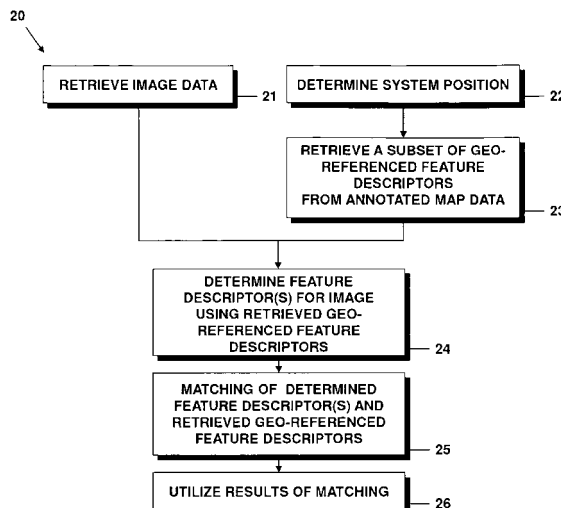 20
RETRIEVE IMAGE DATA
21
DETERMINE SYSTEM POSITION
22
RETRIEVE A SUBSET OF GEO-
REFERENCED FEATURE
DESCRIPTORS
FROM ANNOTATED MAP DATA
23
DETERMINE FEATURE
DESCRIPTOR(S) FOR IMAGE
USING RETRIEVED GEO-
REFERENCED FEATURE
DESCRIPTORS
24
MATCHING OF DETERMINED
FEATURE DESCRIPTOR(S) AND
RETRIEVED GEO-REFERENCED
FEATURE DESCRIPTORS
25
UTILIZE RESULTS OF MATCHING
26